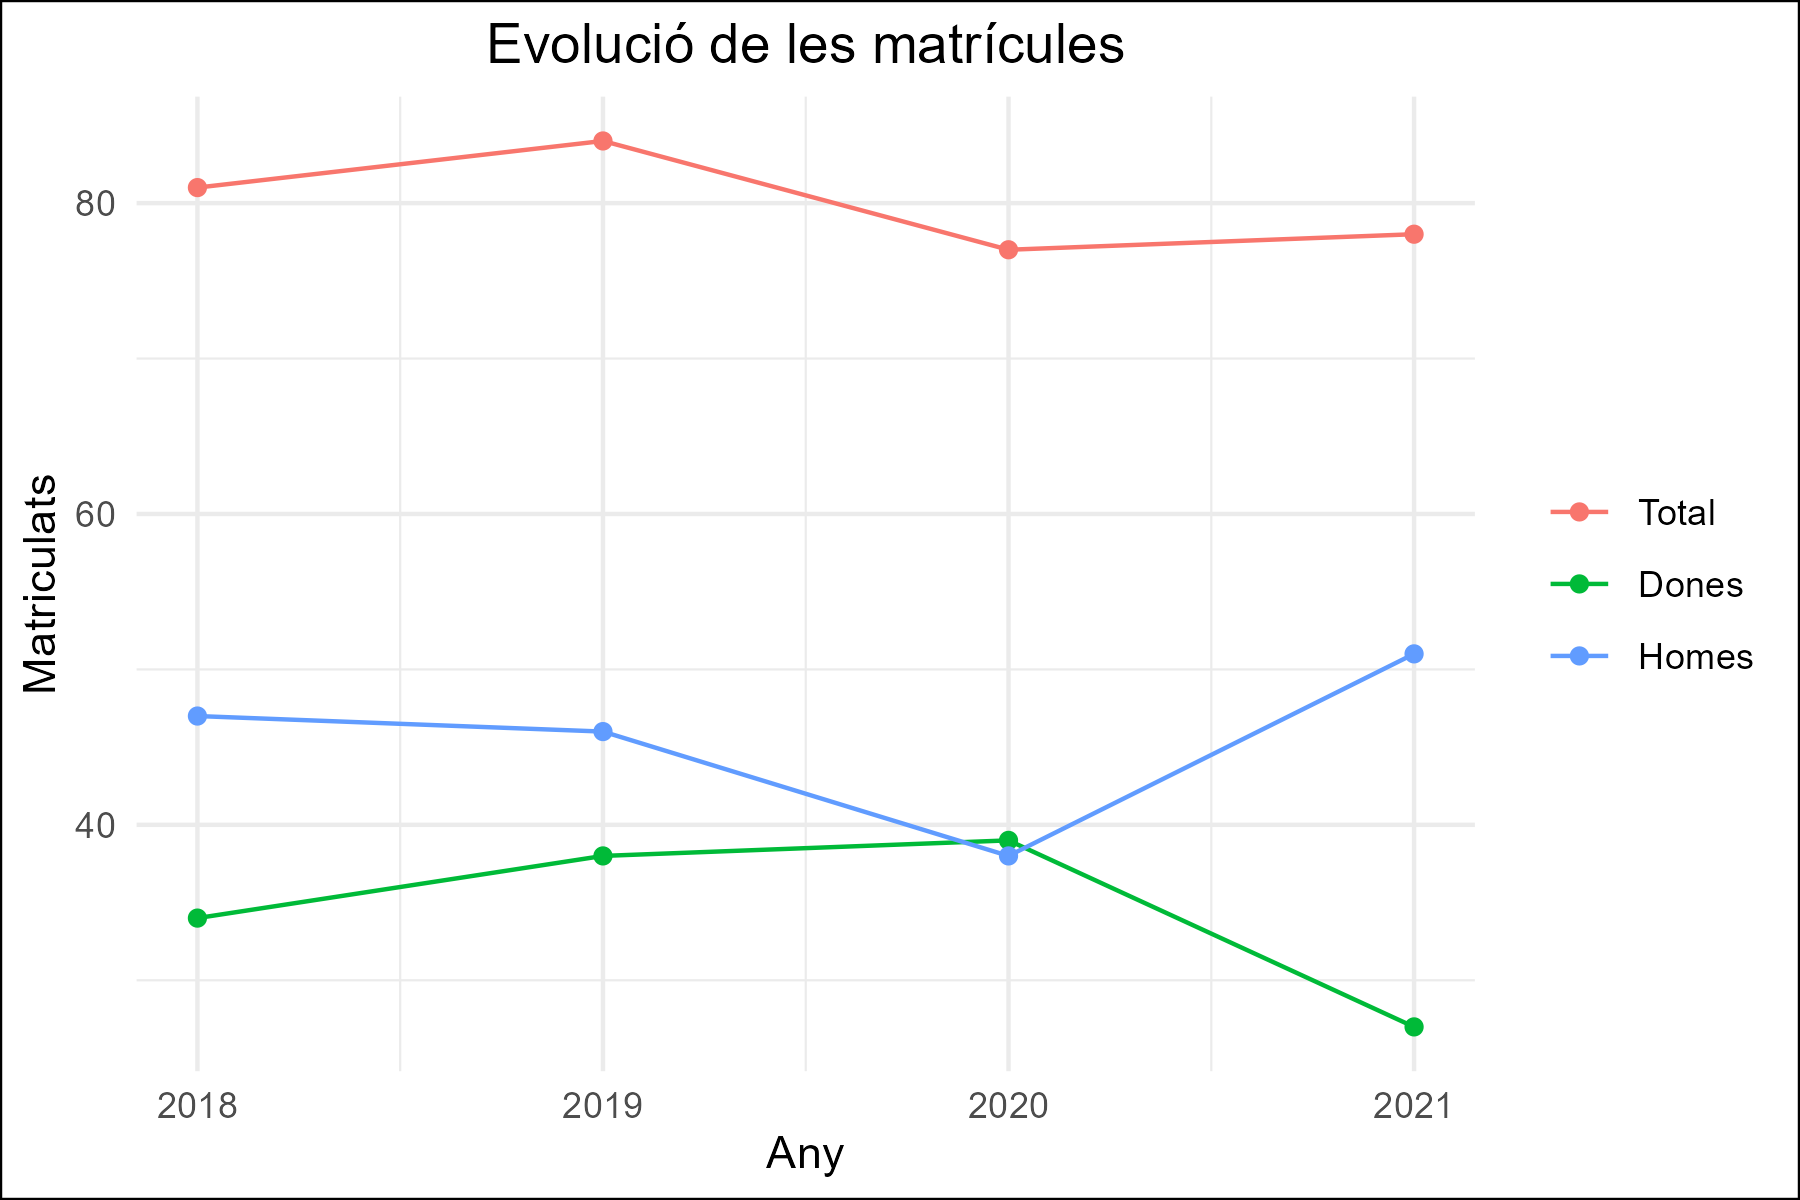 Evolució de les matrícules
Matriculats
80
60
40
2018 2019 2020 2021
Any
Total
Dones
Homes